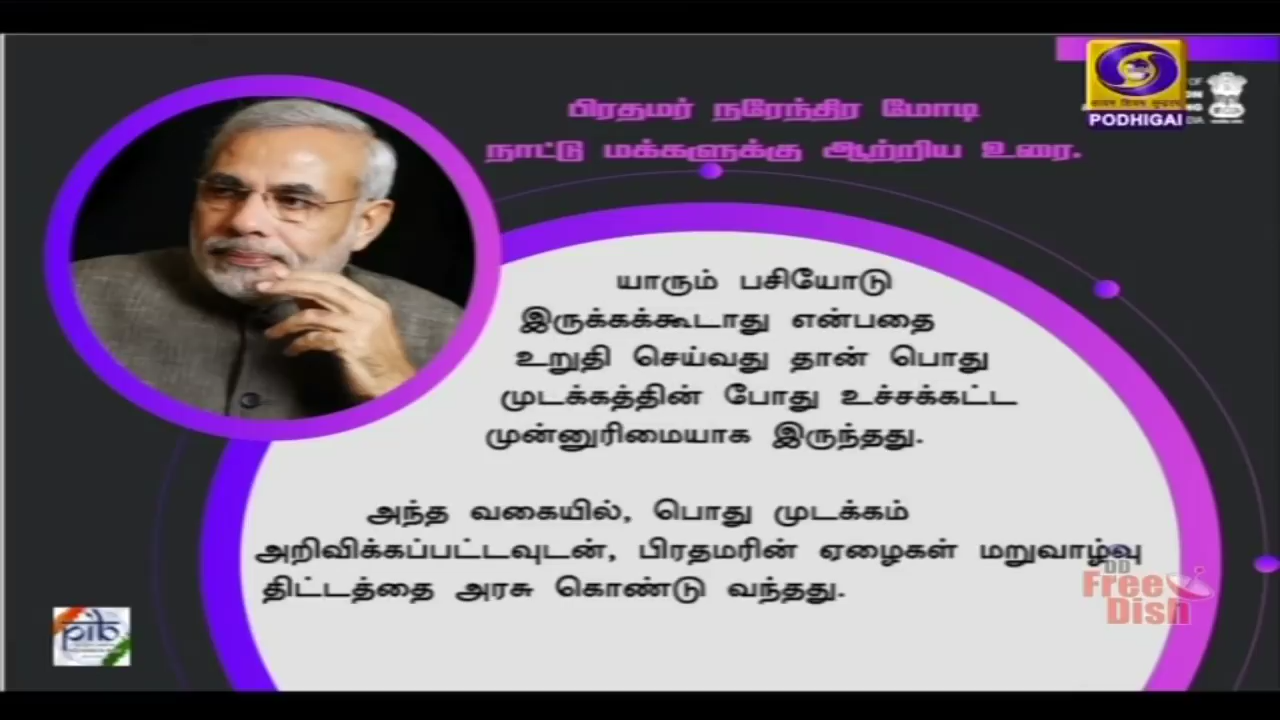 பிரதமர் நரேந்திர மோடி
நாட்டு மக்களுக்கு ஆற்றிய உரை.
PODHIGAI
யாரும் பசியோடு
இருக்கக்கூடாது என்பதை
உறுதி செய்வது தான் பொது
முடக்கத்தின் போது உச்சக்கட்ட
முன்னுரிமையாக இருந்தது.
அந்த வகையில், பொது முடக்கம்
அறிவிக்கப்பட்டவுடன், பிரதமரின் ஏழைகள் மறுவாழ்வு
திட்டத்தை அரசு கொண்டு வந்தது.
DD
Free
Dish
pib